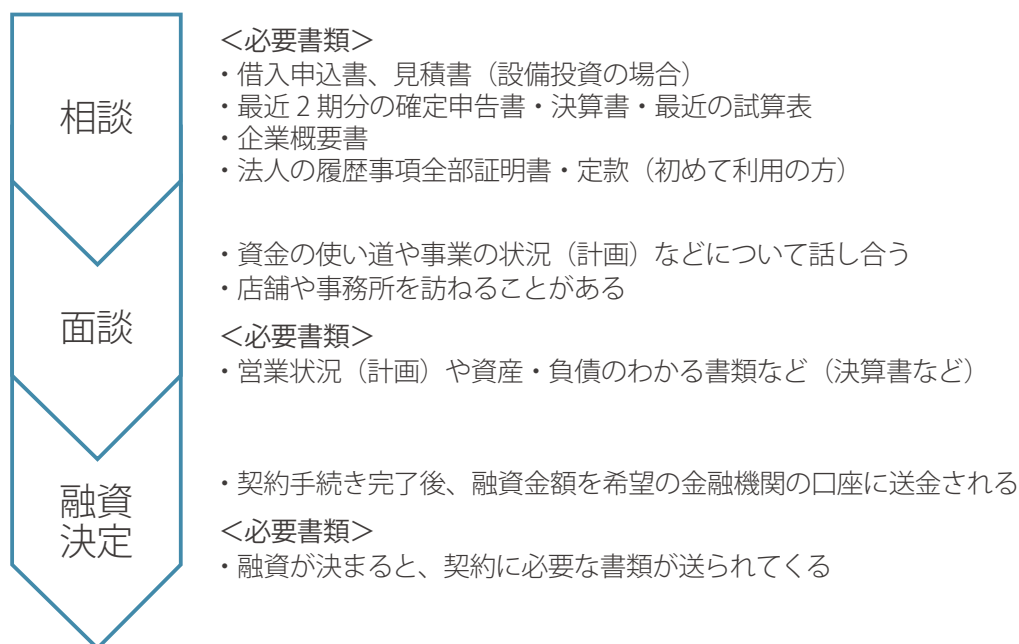 相談
＜必要書類＞
・借入申込書、見積書（設備投資の場合）
・最近2期分の確定申告書・決算書・最近の試算表
・企業概要書
・法人の履歴事項全部証明書・定款（初めて利用の方）
面談
・資金の使い道や事業の状況（計画）などについて話し合う
・店舗や事務所を訪ねることがある
＜必要書類＞
・営業状況（計画）や資産・負債のわかる書類など（決算書など）
融資
決定
・契約手続き完了後、融資金額を希望の金融機関の口座に送金される
＜必要書類＞
・融資が決まると、契約に必要な書類が送られてくる